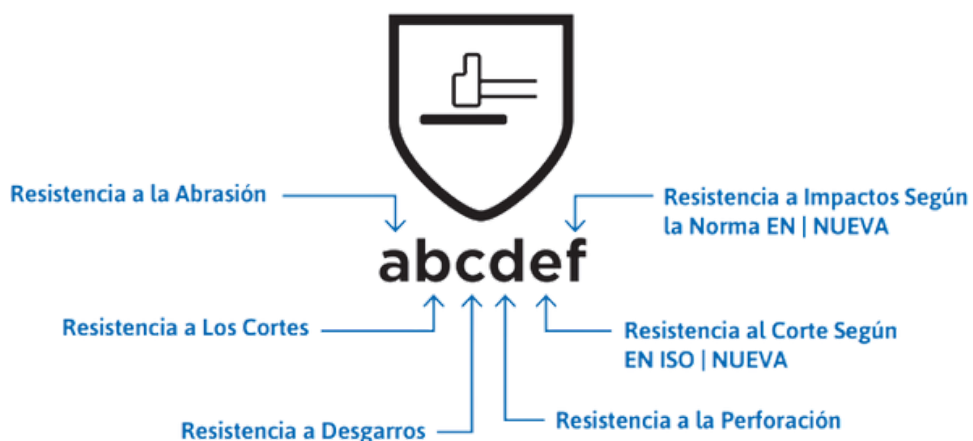 Resistencia a la Abrasión
Resistencia a Impactos Según
la Norma EN | NUEVA
abcdef
Resistencia a Los Cortes
Resistencia al Corte Según
EN ISO | NUEVA
Resistencia a Desgarros
Resistencia a la Perforación